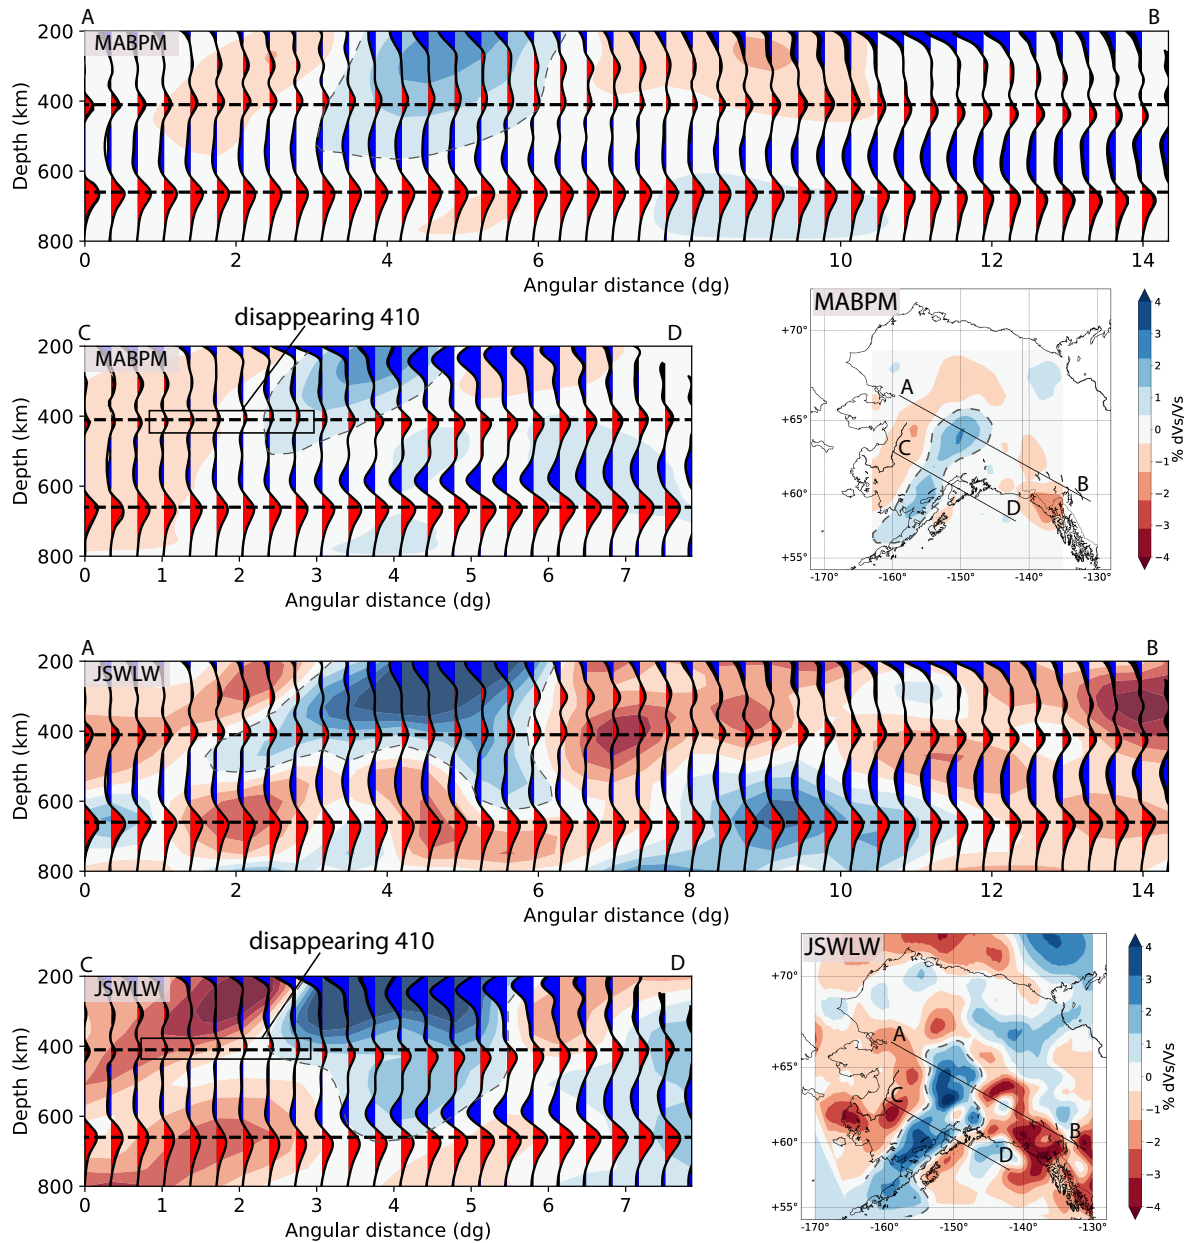 A
B
MABPM
200
400
600
800
Depth (km)
0
2
4
6
8
10
12
14
Angular distance (dg)
disappearing 410
C
D
MABPM
200
400
600
800
Depth (km)
0
1
2
3
4
5
6
7
Angular distance (dg)
MABPM
+70°
+65°
+60°
+55°
-170°
-160°
-150°
-140°
-130°
A
C
B
D
4
3
2
1
0
−1
−2
−3
−4
% dVs/Vs
A
B
JSWLW
200
400
600
800
Depth (km)
0
2
4
6
8
10
12
14
Angular distance (dg)
disappearing 410
C
D
JSWLW
200
400
600
800
Depth (km)
0
1
2
3
4
5
6
7
Angular distance (dg)
JSWLW
+70°
+65°
+60°
+55°
-170°
-160°
-150°
-140°
-130°
A
C
B
D
4
3
2
1
0
−1
−2
−3
−4
% dVs/Vs